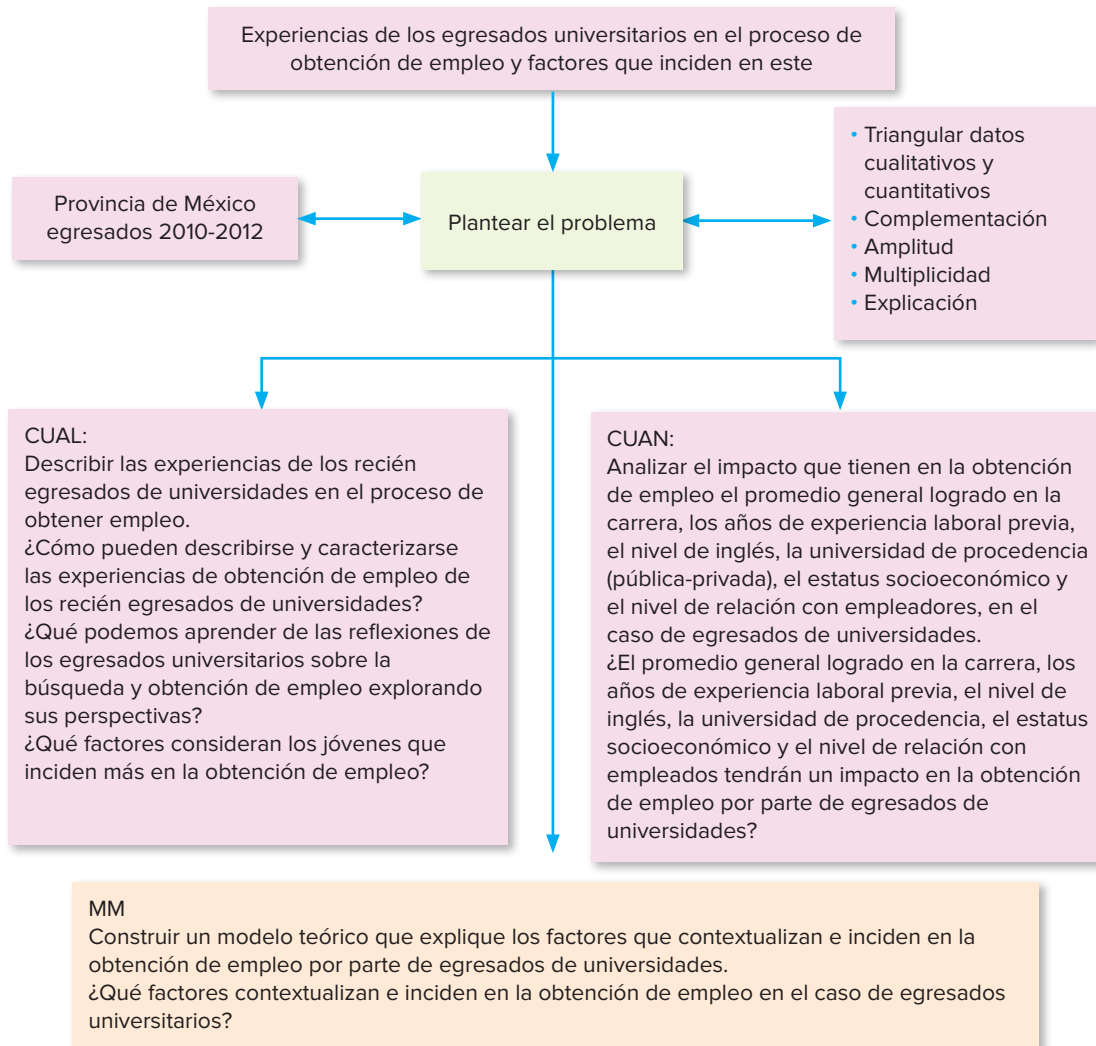 Experiencias de los egresados universitarios en el proceso de
obtención de empleo y factores que inciden en este
Provincia de México
egresados 2010-2012
Plantear el problema
• Triangular datos
cualitativos y
cuantitativos
• Complementación
• Amplitud
• Multiplicidad
• Explicación
CUAL:
Describir las experiencias de los recién
egresados de universidades en el proceso de
obtener empleo.
¿Cómo pueden describirse y caracterizarse
las experiencias de obtención de empleo de
los recién egresados de universidades?
¿Qué podemos aprender de las reflexiones de
los egresados universitarios sobre la
búsqueda y obtención de empleo explorando
sus perspectivas?
¿Qué factores consideran los jóvenes que
inciden más en la obtención de empleo?
CUAN:
Analizar el impacto que tienen en la obtención
de empleo el promedio general logrado en la
carrera, los años de experiencia laboral previa,
el nivel de inglés, la universidad de procedencia
(pública-privada), el estatus socioeconómico y
el nivel de relación con empleadores, en el
caso de egresados de universidades.
¿El promedio general logrado en la carrera, los
años de experiencia laboral previa, el nivel de
inglés, la universidad de procedencia, el estatus
socioeconómico y el nivel de relación con
empleados tendrán un impacto en la obtención
de empleo por parte de egresados de
universidades?
MM
Construir un modelo teórico que explique los factores que contextualizan e inciden en la
obtención de empleo por parte de egresados de universidades.
¿Qué factores contextualizan e inciden en la obtención de empleo en el caso de egresados
universitarios?